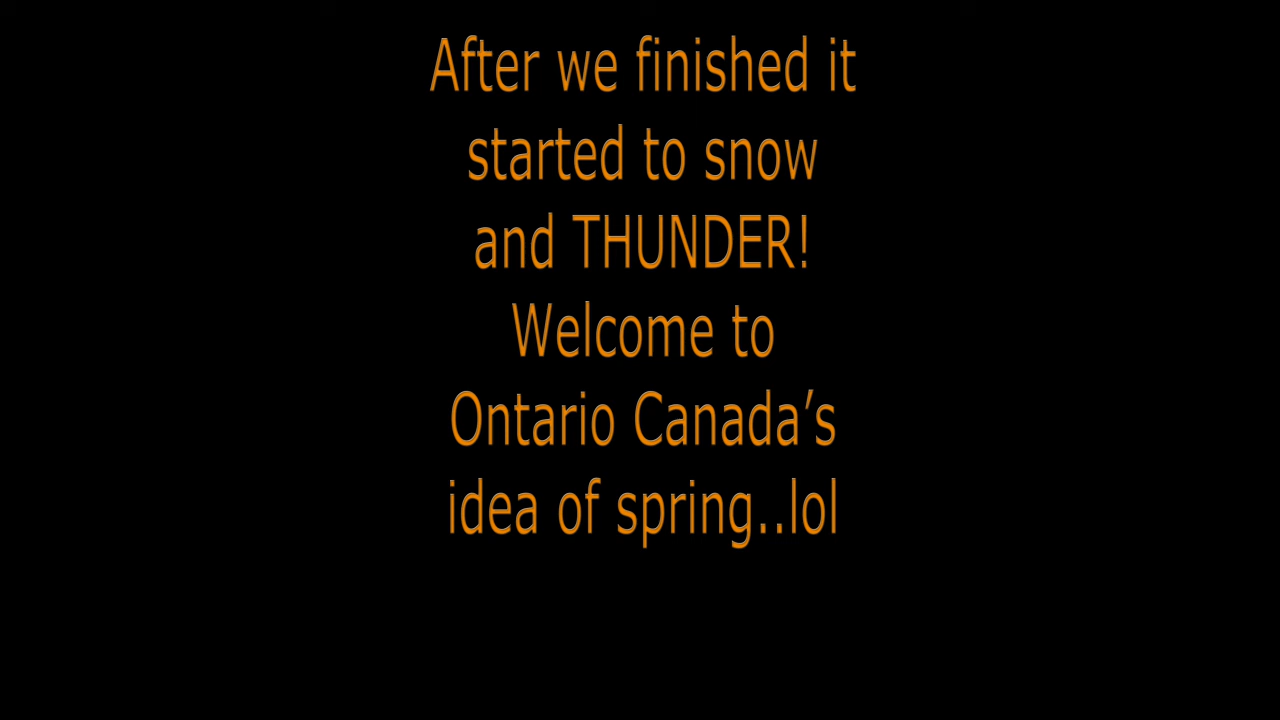 After we finished it
started to snow
and THUNDER!
Welcome to
Ontario Canada’s
idea of spring..lol